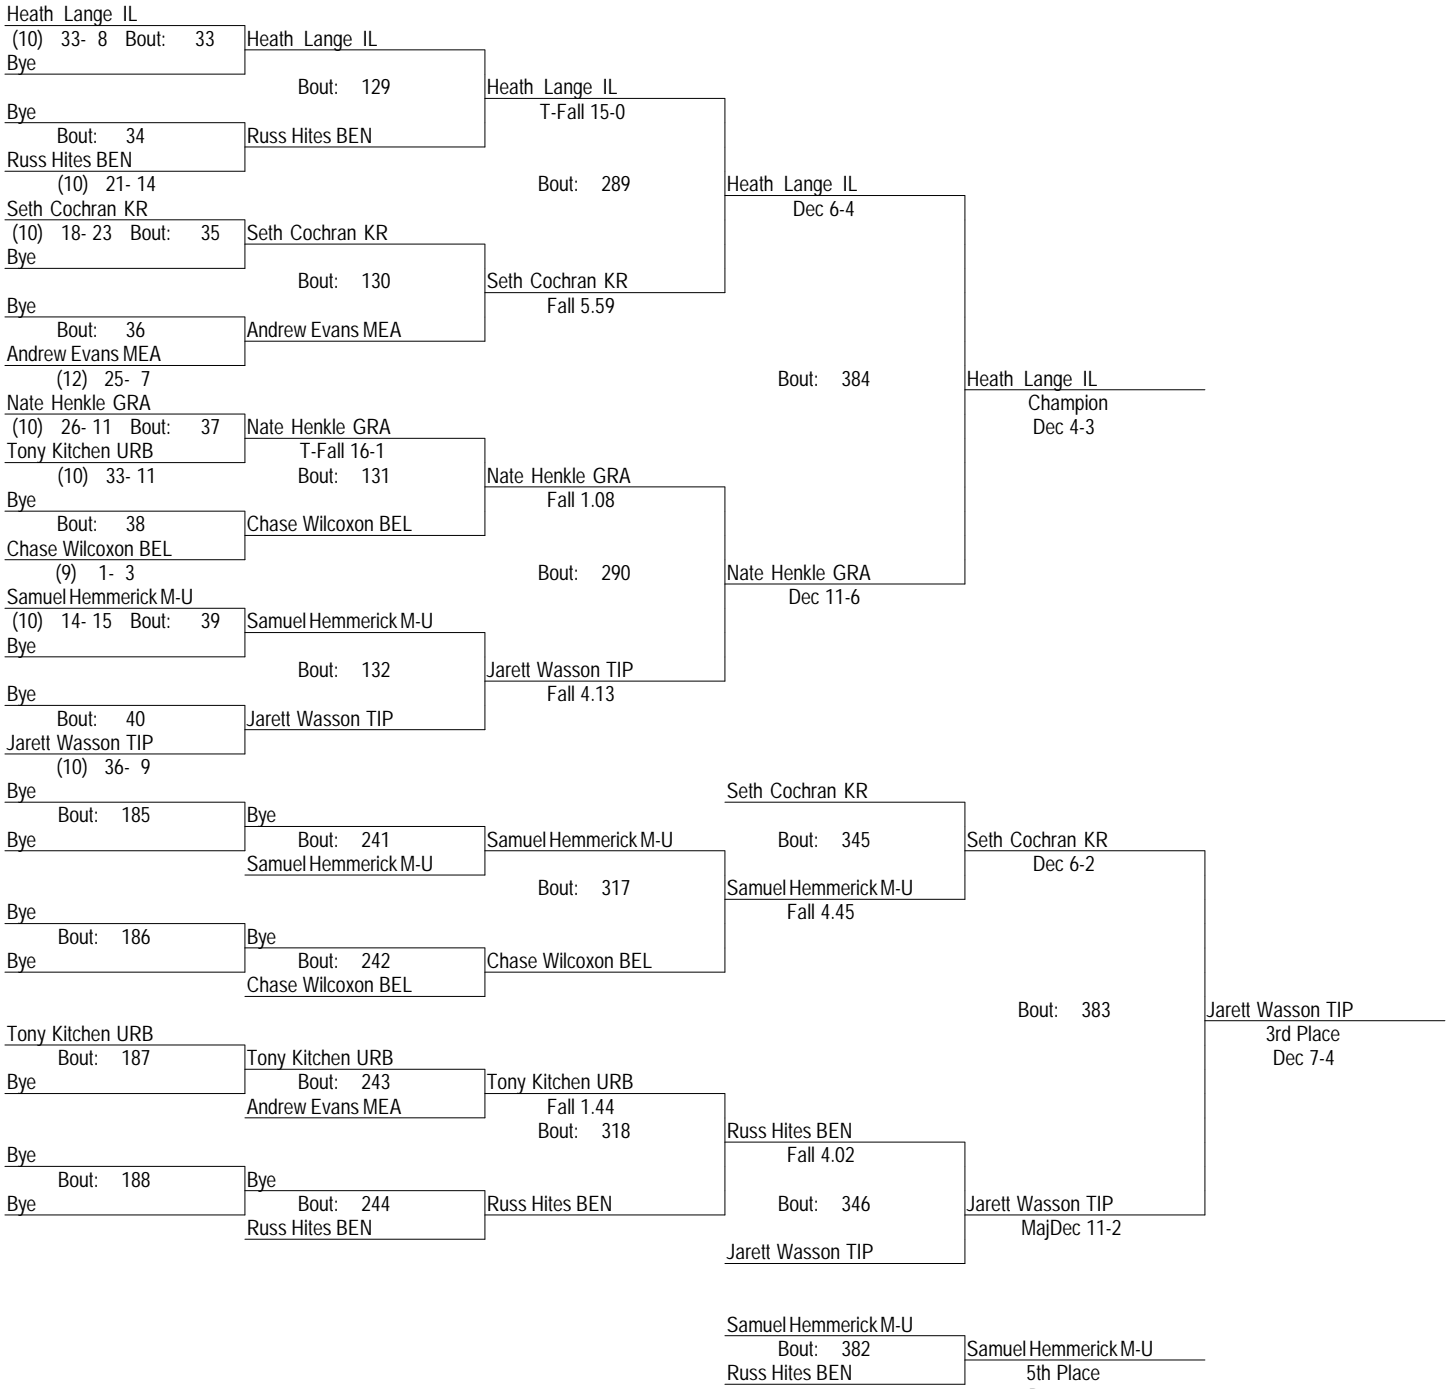 Heath Lange IL
(10) 33- 8 Bout: 33 Heath Lange IL
Bye
Bout: 129 Heath Lange IL
Bye T-Fall 15-0
Bout: 34 Russ Hites BEN
Russ Hites BEN
(10) 21- 14 Bout: 289 Heath Lange IL
Seth Cochran KR Dec 6-4
(10) 18- 23 Bout: 35 Seth Cochran KR
Bye
Bout: 130 Seth Cochran KR
Bye Fall 5.59
Bout: 36 Andrew Evans MEA
Andrew Evans MEA
(12) 25- 7 Bout: 384 Heath Lange IL
Nate Henkle GRA Champion
(10) 26- 11 Bout: 37 Nate Henkle GRA Dec 4-3
Tony Kitchen URB T-Fall 16-1
(10) 33- 11 Bout: 131 Nate Henkle GRA
Bye Fall 1.08
Bout: 38 Chase Wilcoxon BEL
Chase Wilcoxon BEL
(9) 1- 3 Bout: 290 Nate Henkle GRA
Samuel Hemmerick M-U Dec 11-6
(10) 14- 15 Bout: 39 Samuel Hemmerick M-U
Bye
Bout: 132 Jarett Wasson TIP
Bye Fall 4.13
Bout: 40 Jarett Wasson TIP
Jarett Wasson TIP
(10) 36- 9
Bye Seth Cochran KR
Bout: 185 Bye
Bye Bout: 241 Samuel Hemmerick M-U Bout: 345 Seth Cochran KR
Samuel Hemmerick M-U Dec 6-2
Bout: 317 Samuel Hemmerick M-U
Bye Fall 4.45
Bout: 186 Bye
Bye Bout: 242 Chase Wilcoxon BEL
Chase Wilcoxon BEL
Bout: 383 Jarett Wasson TIP
Tony Kitchen URB 3rd Place
Bout: 187 Tony Kitchen URB Dec 7-4
Bye Bout: 243 Tony Kitchen URB
Andrew Evans MEA Fall 1.44
Bout: 318 Russ Hites BEN
Bye Fall 4.02
Bout: 188 Bye
Bye Bout: 244 Russ Hites BEN Bout: 346 Jarett Wasson TIP
Russ Hites BEN MajDec 11-2
Jarett Wasson TIP
Samuel Hemmerick M-U
Bout: 382 Samuel Hemmerick M-U
Russ Hites BEN 5th Place